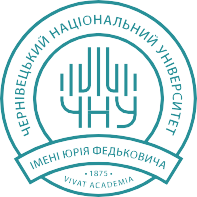 ЧЕРНІВЕЦЬКИЙ НАЦІОНАЛЬНИЙ УНІВЕРСИТЕТ
ЧНУ
ІМЕНІ ЮРІЯ ФЕДЬКОВИЧА
• 1875 •
VIVAT ACADEMIA